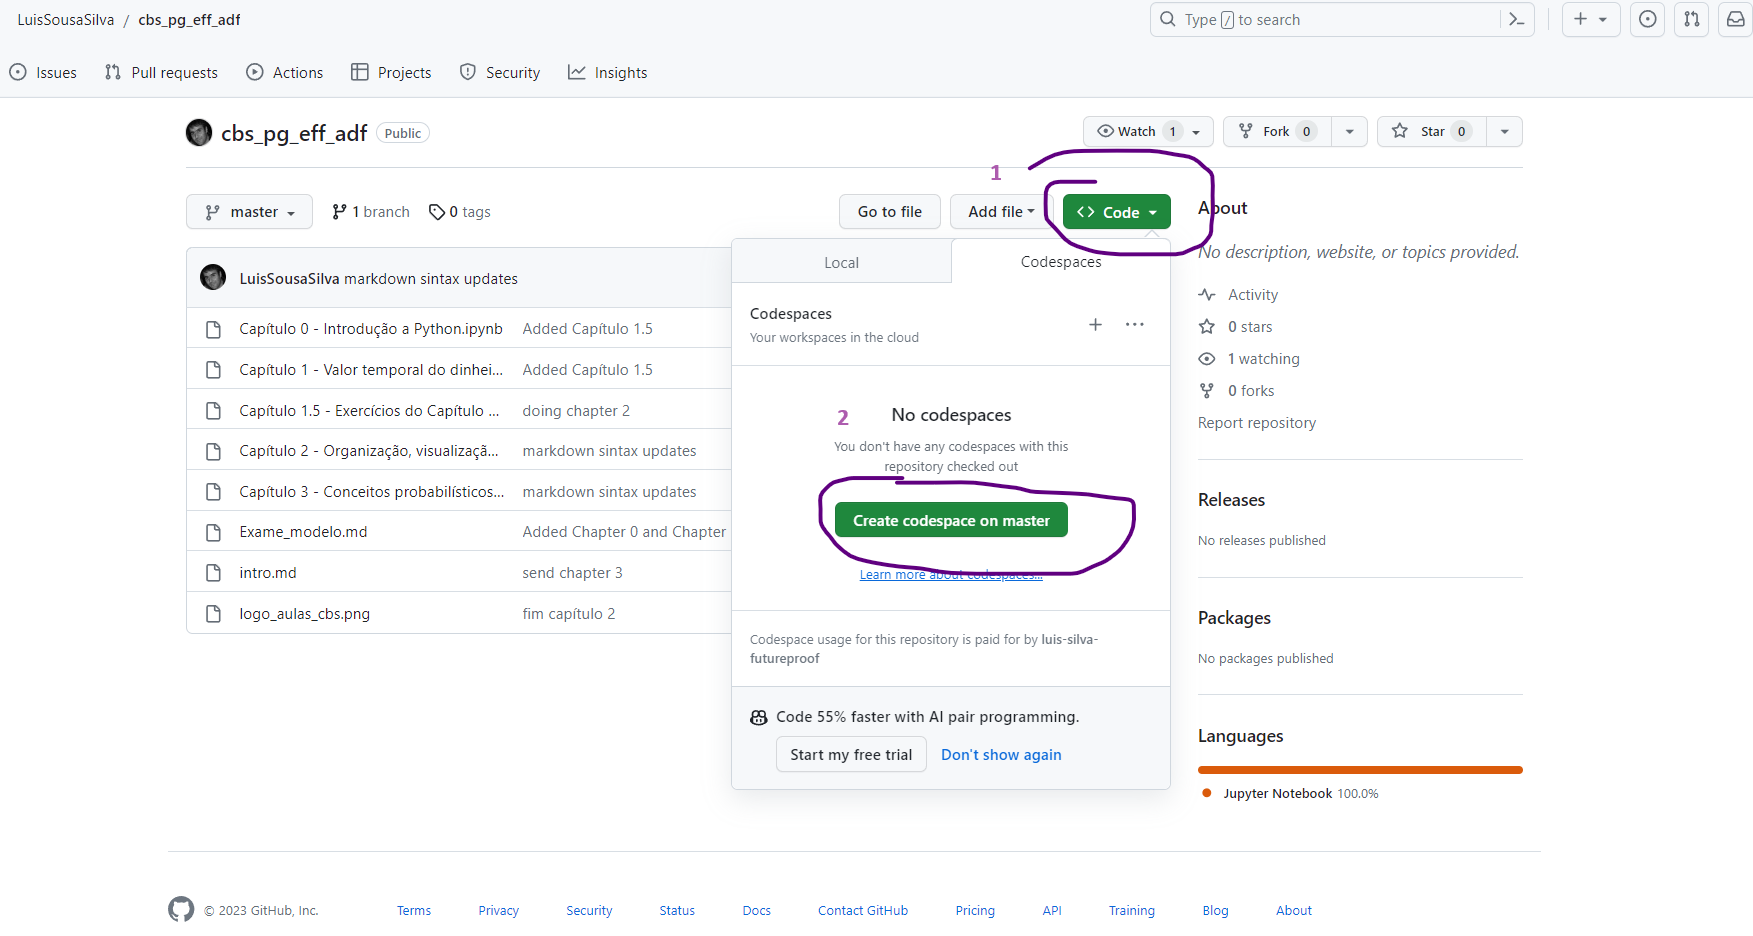 LuisSousaSilva / cbs_pg_eff_adf
Type / to search
Issues Pull requests Actions Projects Security Insights
cbs_pg_eff_adf Public
Watch 1 Fork 0 Star 0
1
master 1 branch 0 tags Go to file Add file <> Code
LuisSousaSilva markdown sintax updates
Capítulo 0 - Introdução a Python.ipynb Added Capítulo 1.5
Capítulo 1 - Valor temporal do dinhei... Added Capítulo 1.5
Capítulo 1.5 - Exercícios do Capítulo ... doing chapter 2
Capítulo 2 - Organização, visualizaçã... markdown sintax updates
Capítulo 3 - Conceitos probabilísticos... markdown sintax updates
Exame_modelo.md Added Chapter 0 and Chapter
intro.md send chapter 3
logo_aulas_cbs.png fim capítulo 2
Local Codespaces
Codespaces
Your workspaces in the cloud
2 No codespaces
You don't have any codespaces with this
repository checked out
Create codespace on master
Learn more about codespaces...
Codespace usage for this repository is paid for by luis-silva-
futureproof
Code 55% faster with AI pair programming.
Start my free trial Don't show again
About
No description, website, or topics provided.
Activity
0 stars
1 watching
0 forks
Report repository
Releases
No releases published
Packages
No packages published
Languages
Jupyter Notebook 100.0%
© 2023 GitHub, Inc. Terms Privacy Security Status Docs Contact GitHub Pricing API Training Blog About